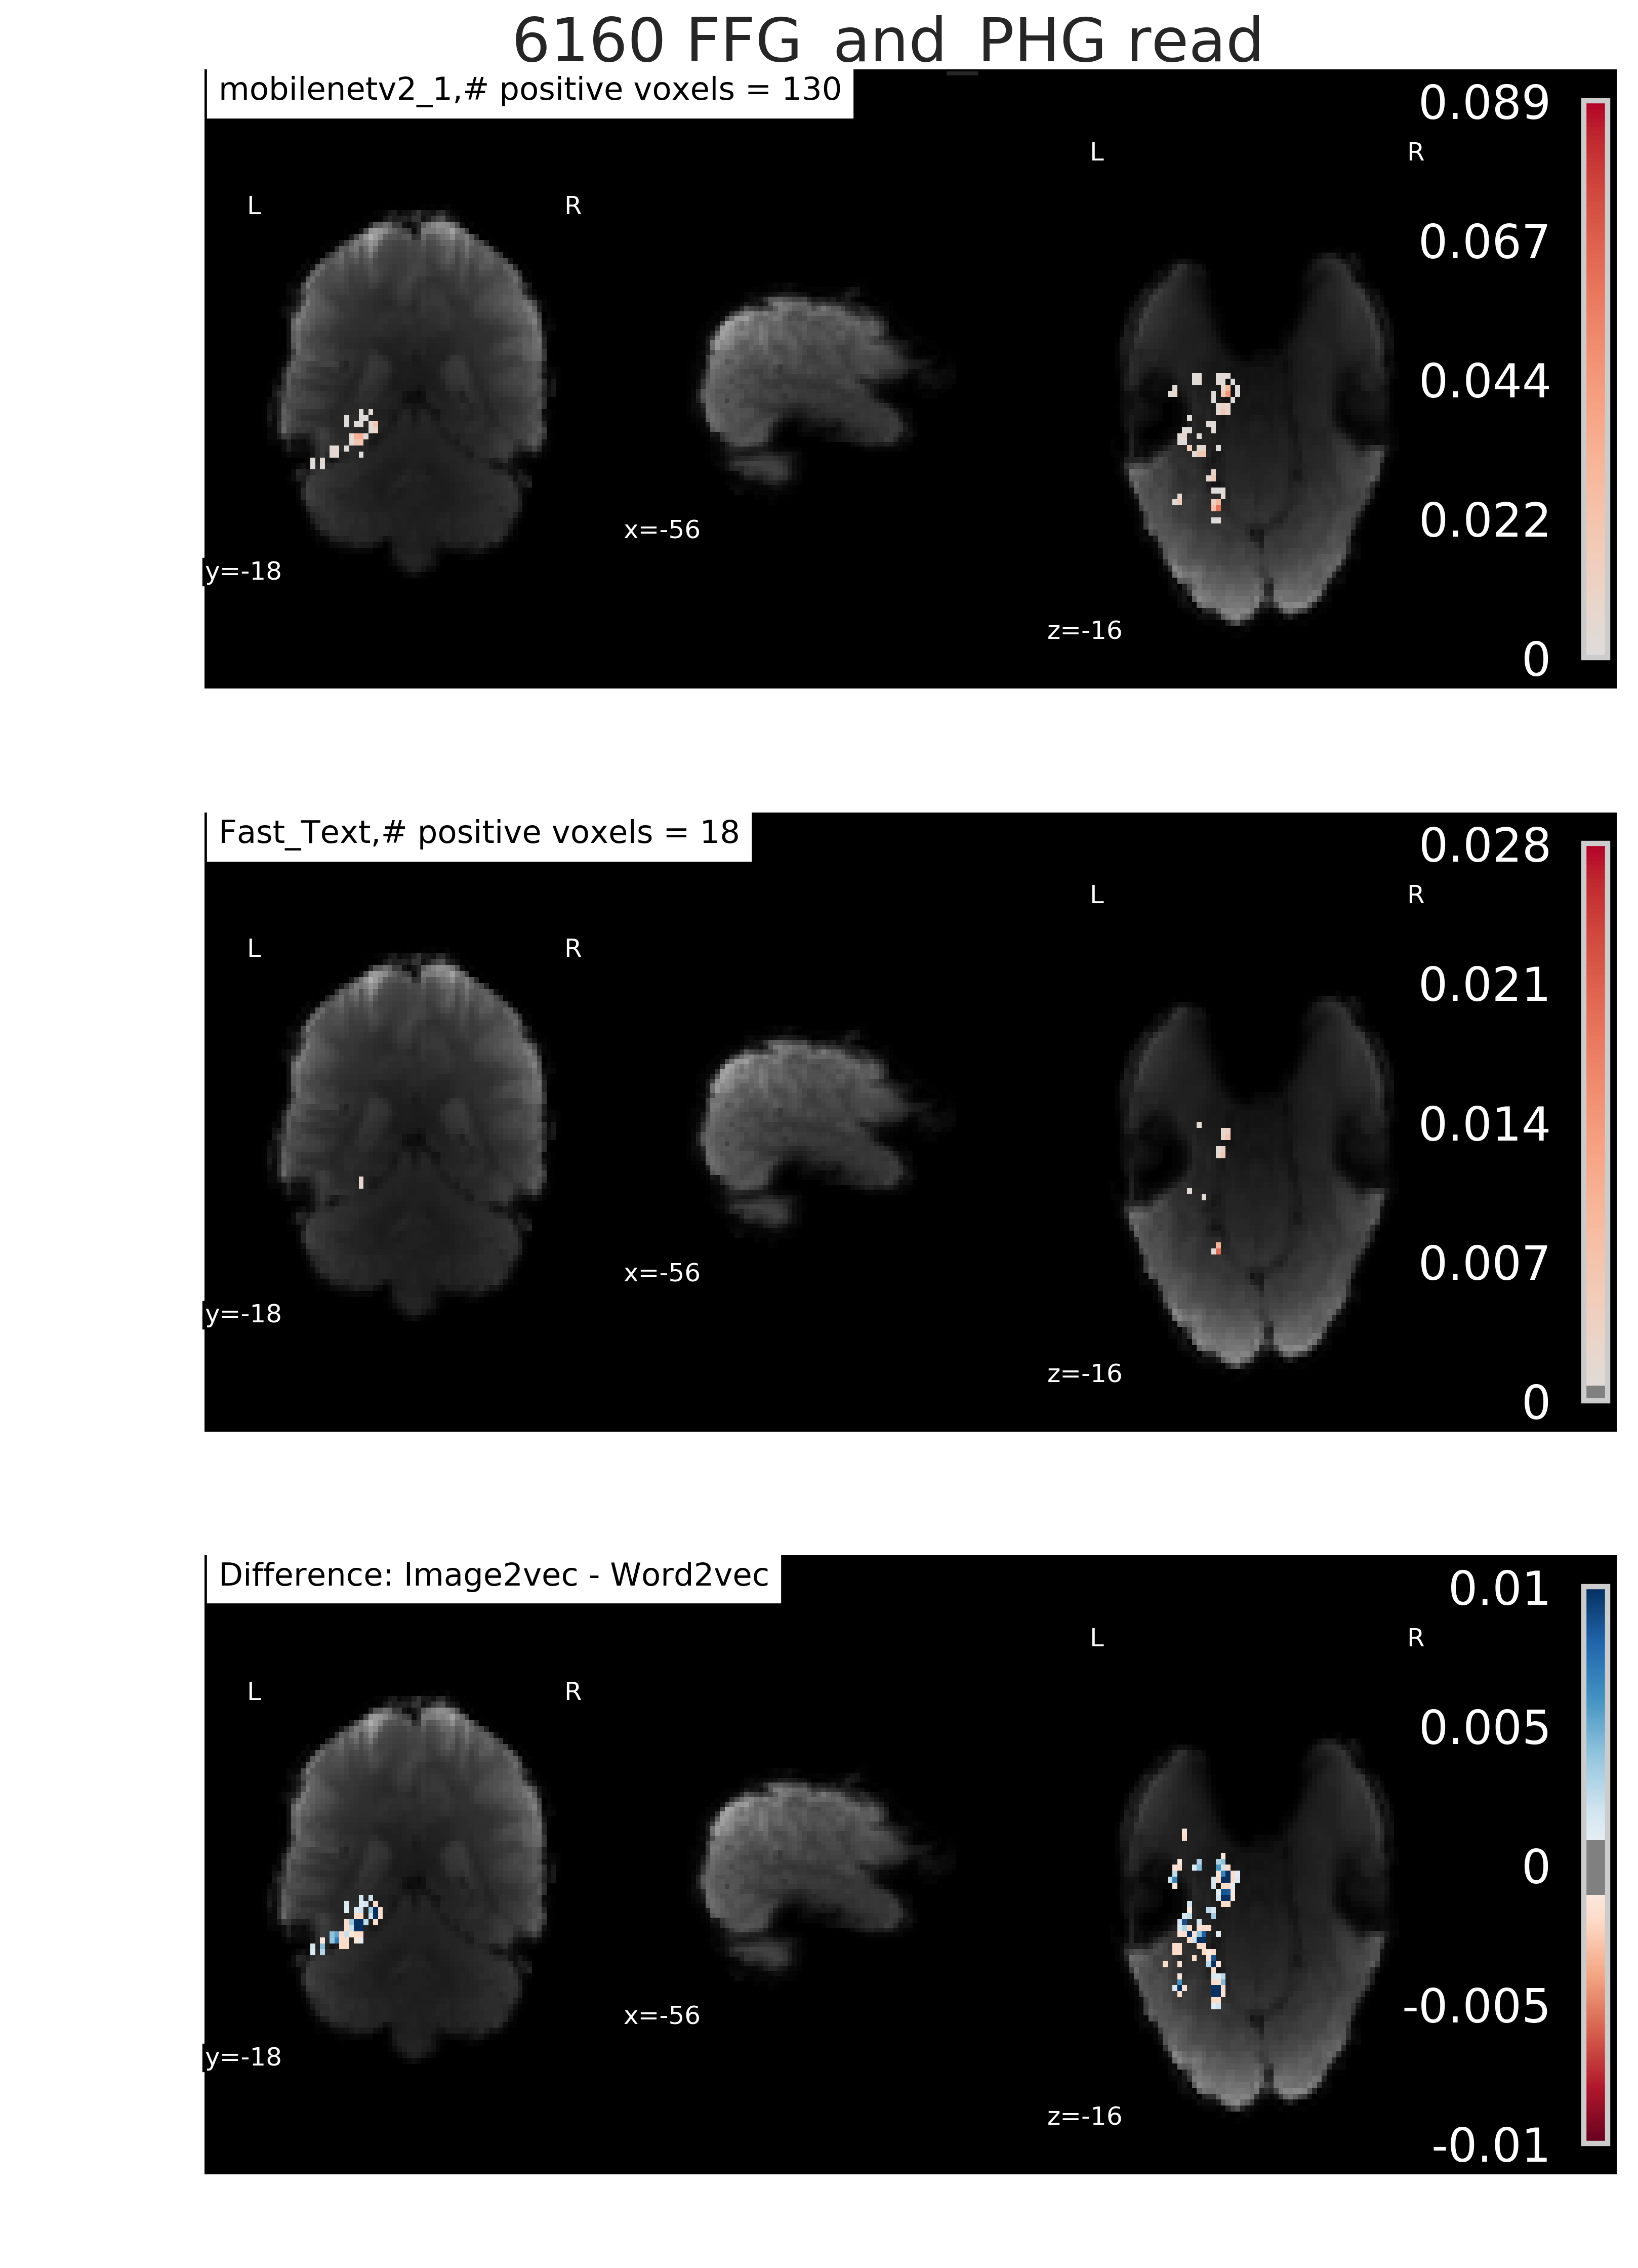 6160 FFG_and_PHG read
mobilenetv2_1,# positive voxels = 130
0.089
L R
0.067
L R
0.044
0.022
x=-56
y=-18
z=-16
0
Fast_Text,# positive voxels = 18
0.028
L R
L R
0.021
0.014
0.007
x=-56
y=-18
z=-16
0
Difference: Image2vec - Word2vec
0.01
L R
L R
0.005
0
-0.005
x=-56
y=-18
z=-16
-0.01